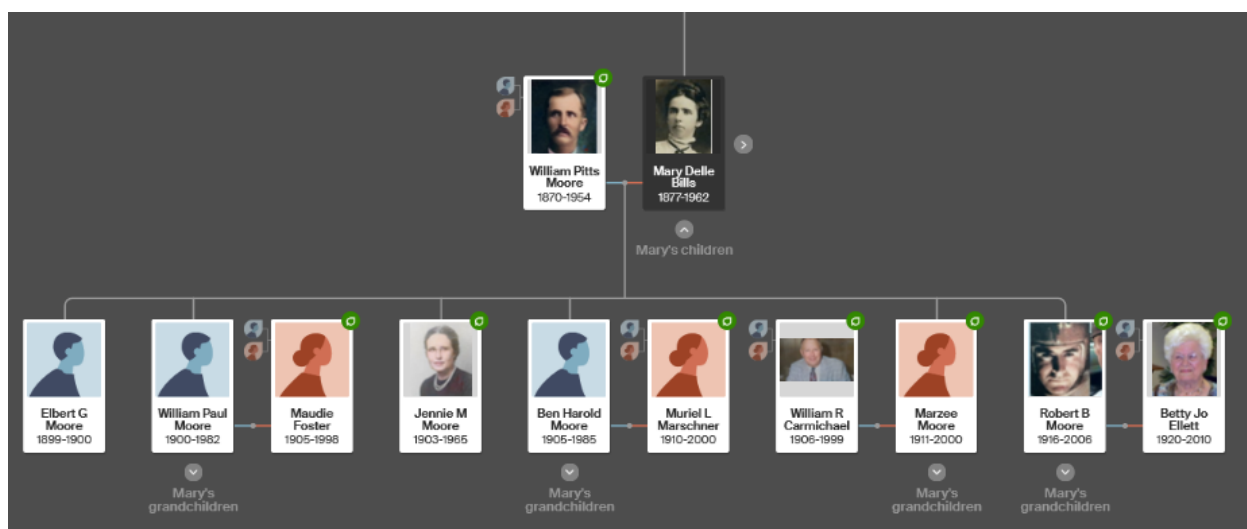 William Pitts
Moore
1870-1954
Mary Delle
Bills
1877-1962
Mary's children
Elbert G
Moore
1899-1900
William Paul
Moore
1900-1982
Maudie
Foster
1905-1998
Jennie M
Moore
1903-1965
Ben Harold
Moore
1905-1985
Muriel L
Marschner
1910-2000
William R
Carmichael
1906-1999
Marzee
Moore
1911-2000
Robert B
Moore
1916-2006
Betty Jo
Ellett
1920-2010
Mary's
grandchildren
Mary's
grandchildren
Mary's
grandchildren
Mary's
grandchildren